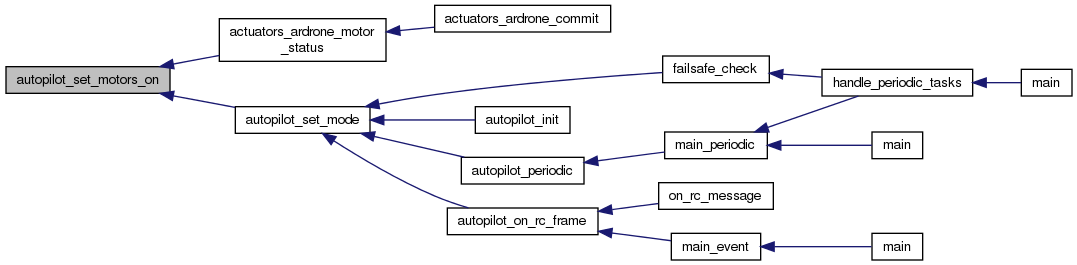 autopilot_set_motors_on
actuators_ardrone_motor
_status
actuators_ardrone_commit
autopilot_set_mode
failsafe_check
handle_periodic_tasks
main
autopilot_init
autopilot_periodic
main_periodic
main
autopilot_on_rc_frame
on_rc_message
main_event
main